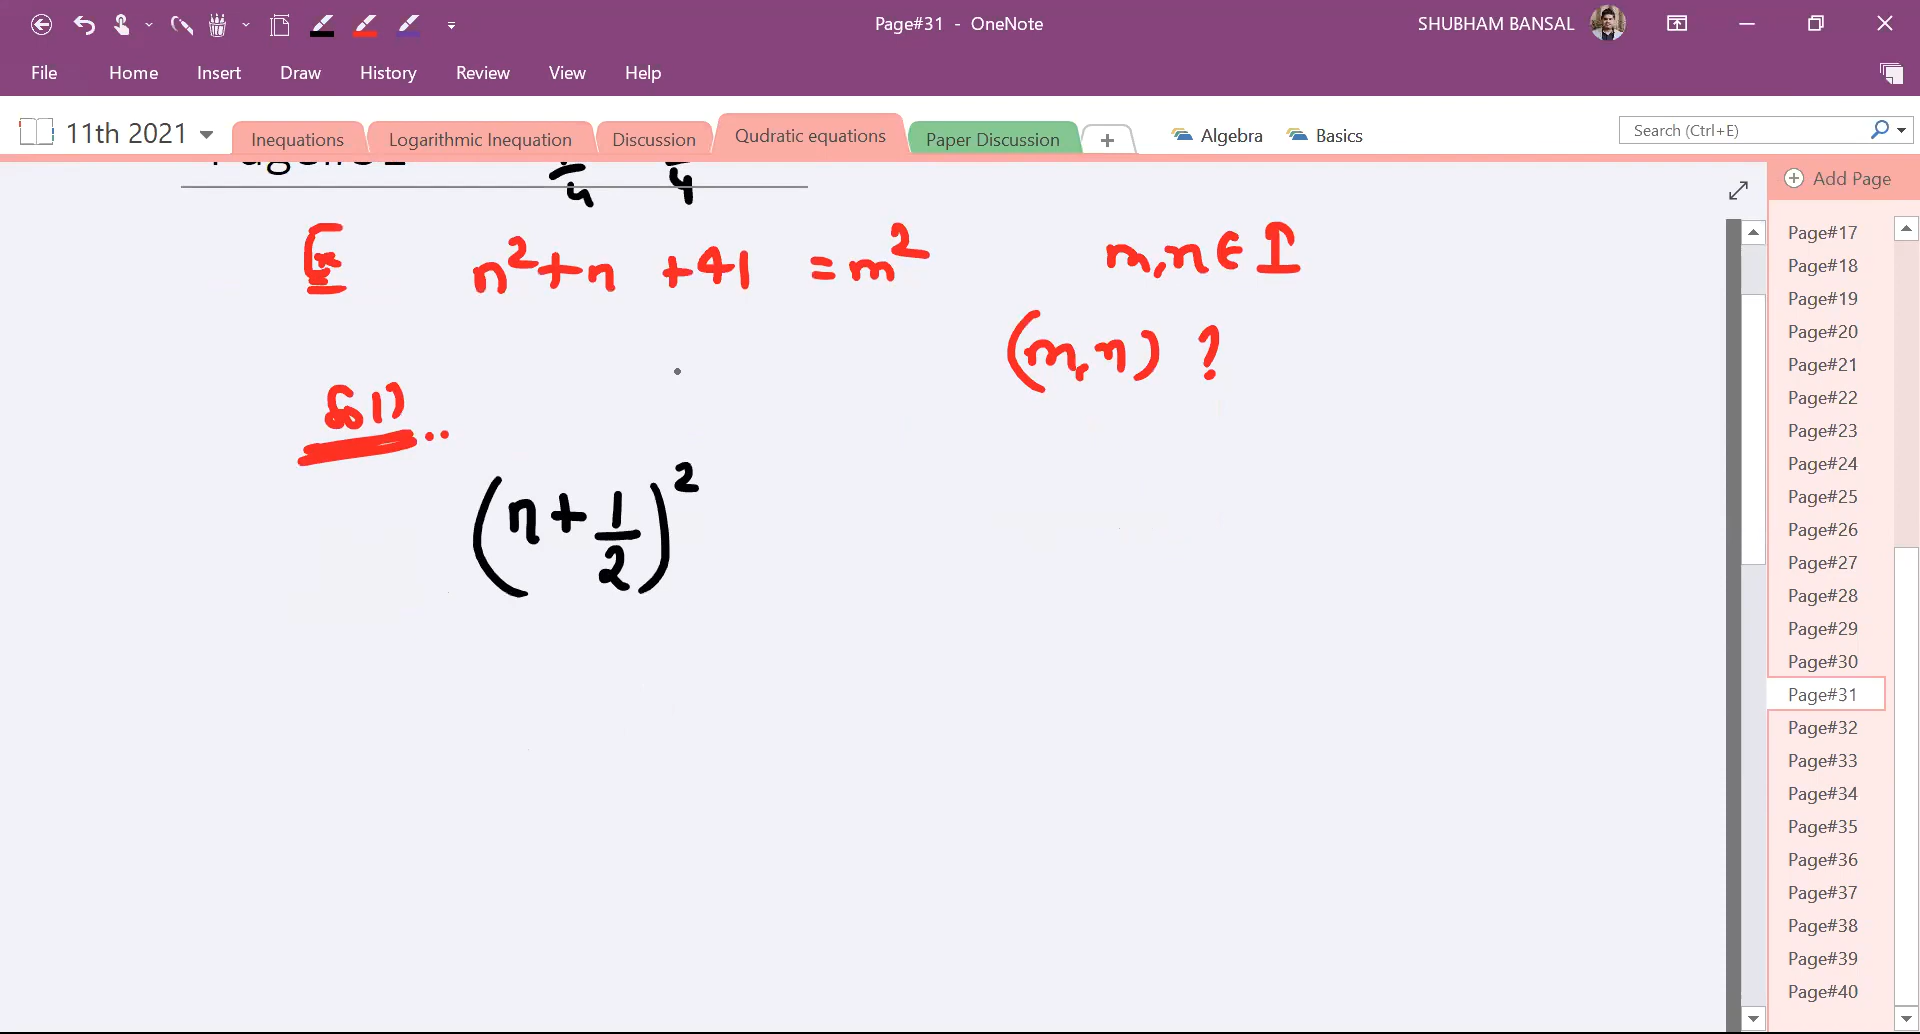 Page#31 - OneNote
SHUBHAM BANSAL
File Home Insert Draw History Review View Help
11th 2021
Inequations
Logarithmic Inequation
Discussion
Qudratic equations
Paper Discussion
+
Algebra
Basics
Search (Ctrl+E)
Add Page
Page#17
Page#18
Page#19
Page#20
Page#21
Page#22
Page#23
Page#24
Page#25
Page#26
Page#27
Page#28
Page#29
Page#30
Page#31
Page#32
Page#33
Page#34
Page#35
Page#36
Page#37
Page#38
Page#39
Page#40
4 4
Ex n² + n + 41 = m² m, n ∈ I
(m, n) ?
Sol) ..
(n + 1/2)²